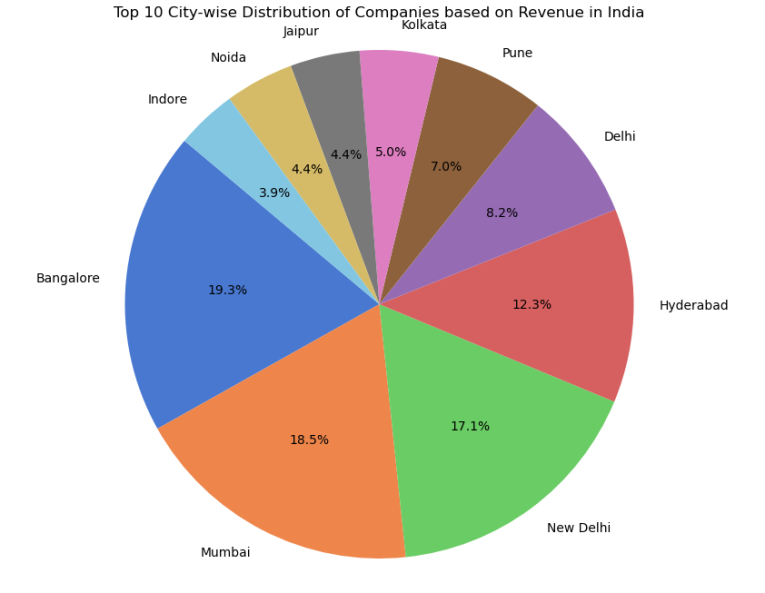 Top 10 City-wise Distribution of Companies based on Revenue in India
Kolkata
Jaipur
Pune
Noida
Indore
Delhi
5.0%
4.4%
7.0%
4.4%
3.9%
8.2%
Bangalore
19.3%
12.3%
Hyderabad
17.1%
18.5%
New Delhi
Mumbai